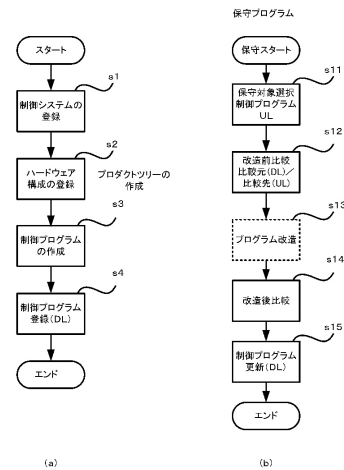 スタート
s1
制御システムの
登録
s2
ハードウェア
構成の登録
プロダクトツリーの
作成
s3
制御プログラム
の作成
s4
制御プログラム
登録(DL)
エンド
(a)
保守プログラム
保守スタート
s11
保守対象選択
制御プログラム
UL
s12
改造前比較
比較元(DL)/
比較先(UL)
s13
プログラム改造
s14
改造後比較
s15
制御プログラム
更新(DL)
エンド
(b)